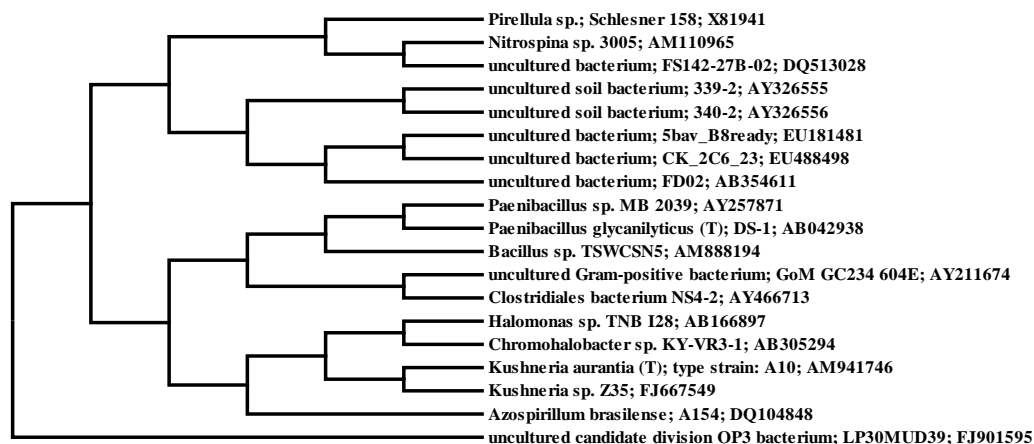 Pirellula sp.; Schlesner 158; X81941
Nitrospina sp. 3005; AM110965
uncultured bacterium; FS142-27B-02; DQ513028
uncultured soil bacterium; 339-2; AY326555
uncultured soil bacterium; 340-2; AY326556
uncultured bacterium; 5bav_B8ready; EU181481
uncultured bacterium; CK_2C6_23; EU488498
uncultured bacterium; FD02; AB354611
Paenibacillus sp. MB 2039; AY257871
Paenibacillus glycanilyticus (T); DS-1; AB042938
Bacillus sp. TSWCSN5; AM888194
uncultured Gram-positive bacterium; GoM GC234 604E; AY211674
Clostridiales bacterium NS4-2; AY466713
Halomonas sp. TNB I28; AB166897
Chromohalobacter sp. KY-VR3-1; AB305294
Kushneria aurantia (T); type strain: A10; AM941746
Kushneria sp. Z35; FJ667549
Azospirillum brasilense; A154; DQ104848
uncultured candidate division OP3 bacterium; LP30MUD39; FJ901595